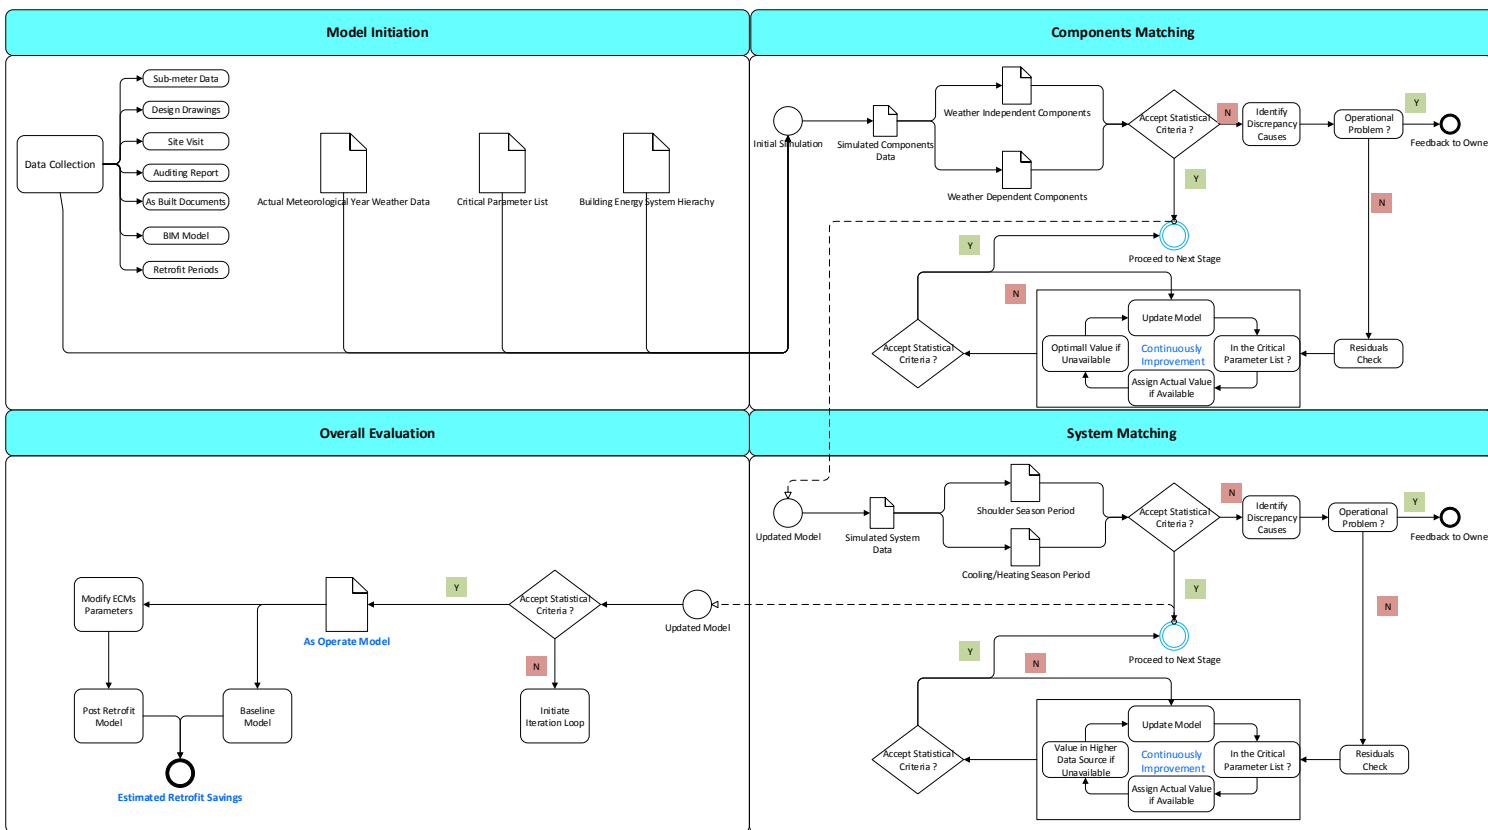 Model Initiation
Components Matching
Sub-meter Data
Design Drawings
Site Visit
Data Collection
Auditing Report
As Built Documents
BIM Model
Retrofit Periods
Actual Meteorological Year Weather Data
Critical Parameter List
Building Energy System Hierachy
Initial Simulation
Simulated Components
Data
Weather Independent Components
Weather Dependent Components
Accept Statistical
Criteria ?
N
Identify
Discrepancy
Causes
Operational
Problem ?
Y
Feedback to Owne
Y
N
Proceed to Next Stage
Y
N
Accept Statistical
Criteria ?
Update Model
Optimall Value if
Unavailable
Continuously
Improvement
In the Critical
Parameter List ?
Assign Actual Value
if Available
Residuals
Check
Overall Evaluation
System Matching
Updated Model
Simulated System
Data
Shoulder Season Period
Cooling/Heating Season Period
Accept Statistical
Criteria ?
N
Identify
Discrepancy
Causes
Operational
Problem ?
Y
Feedback to Owne
Y
N
Proceed to Next Stage
Y
N
Accept Statistical
Criteria ?
Update Model
Value in Higher
Data Source if
Unavailable
Continuously
Improvement
In the Critical
Parameter List ?
Assign Actual Value
if Available
Residuals
Check
Modify ECMs
Parameters
As Operate Model
Y
Accept Statistical
Criteria ?
Updated Model
N
Post Retrofit
Model
Baseline
Model
Initiate
Iteration Loop
Estimated Retrofit Savings